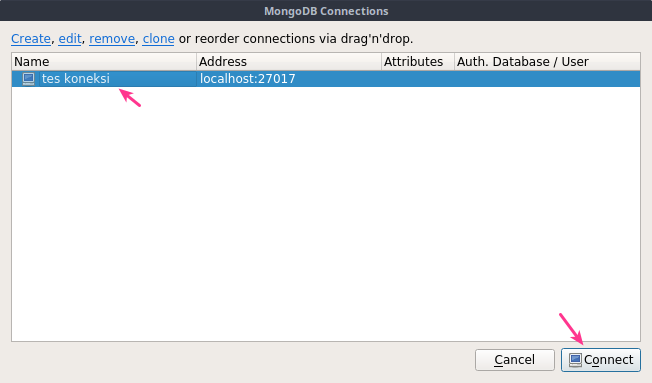 MongoDB Connections
Create, edit, remove, clone or reorder connections via drag'n'drop.
Name Address Attributes Auth. Database / User
tes koneksi localhost:27017
Cancel Connect